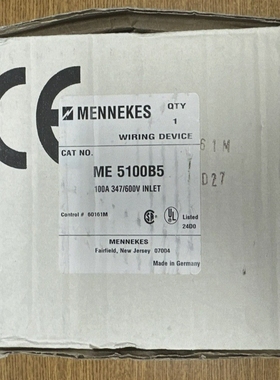 CE
MENNEKES
QTY
1
WIRING DEVICE
CAT NO.
ME 5100B5
100A 347/600V INLET
Control # 60161M
Listed
24D0
MENNEKES
Fairfield, New Jersey 07004
Made in Germany
61M
D27